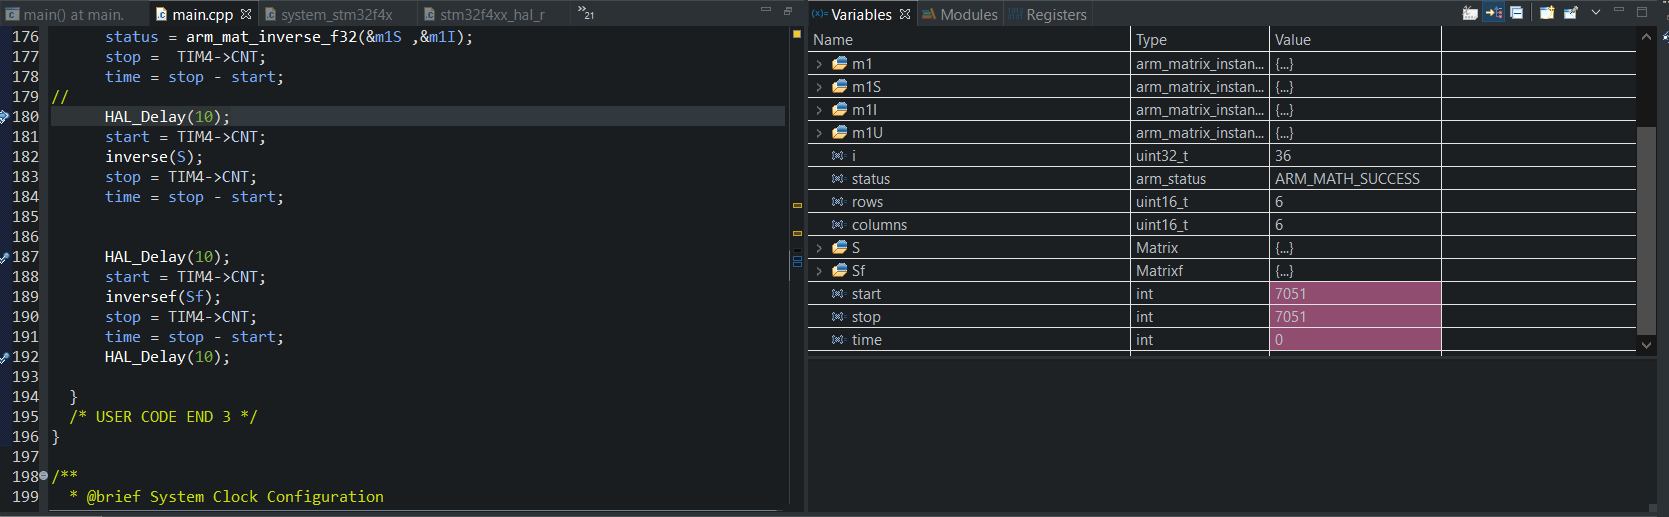 main() at main.
main.cpp
system_stm32f4x
stm32f4xx_hal_r
»21
176 status = arm_mat_inverse_f32(&m1S ,&m1I);
177 stop =  TIM4->CNT;
178 time = stop - start;
179 //
180 HAL_Delay(10);
181 start = TIM4->CNT;
182 inverse(S);
183 stop = TIM4->CNT;
184 time = stop - start;
185
186
187 HAL_Delay(10);
188 start = TIM4->CNT;
189 inversef(Sf);
190 stop = TIM4->CNT;
191 time = stop - start;
192 HAL_Delay(10);
193
194 }
195 /* USER CODE END 3 */
196 }
197
198 /**
199 * @brief System Clock Configuration
(x)= Variables
Modules
Registers
Name Type Value
m1 arm_matrix_instan... {...}
m1S arm_matrix_instan... {...}
m1I arm_matrix_instan... {...}
m1U arm_matrix_instan... {...}
i uint32_t 36
status arm_status ARM_MATH_SUCCESS
rows uint16_t 6
columns uint16_t 6
S Matrix {...}
Sf Matrixf {...}
start int 7051
stop int 7051
time int 0